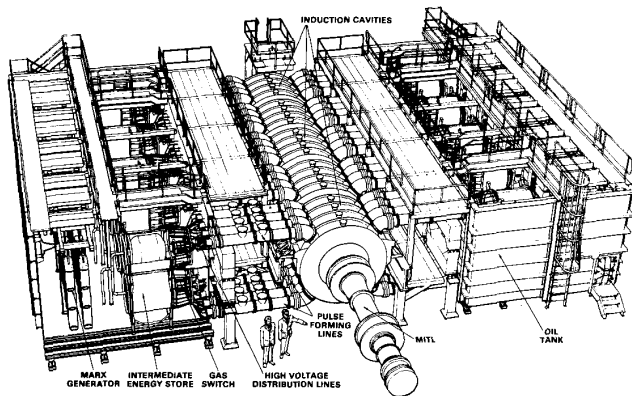 INDUCTION CAVITIES
PULSE
FORMING
LINES
MITL
OIL
TANK
MARX
GENERATOR
INTERMEDIATE
ENERGY STORE
GAS
SWITCH
HIGH VOLTAGE
DISTRIBUTION LINES